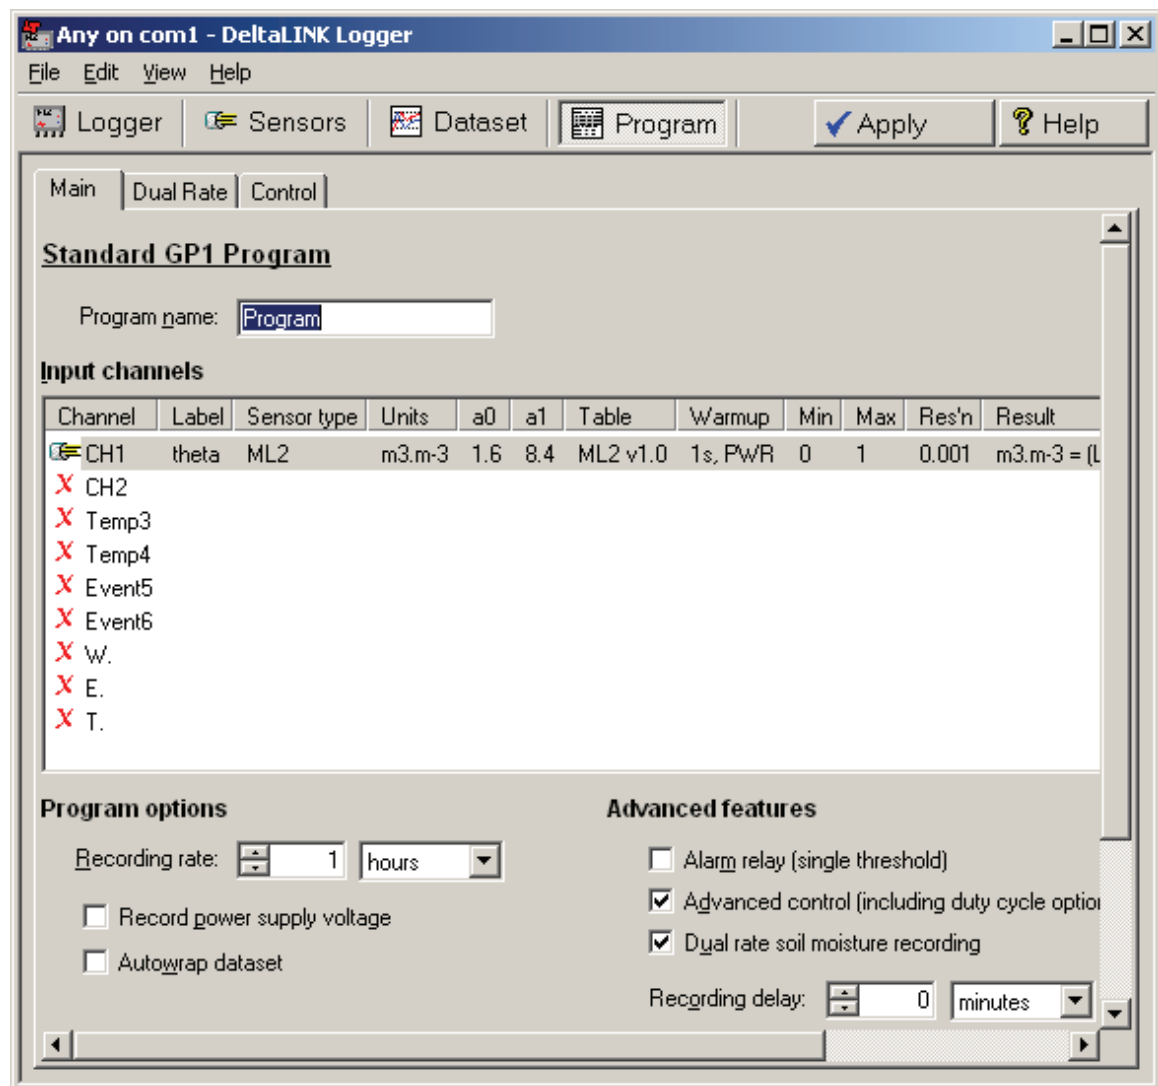 Any on com1 - DeltaLINK Logger
File Edit View Help
Logger Sensors Dataset Program Apply Help
Main Dual Rate Control
Standard GP1 Program
Program name: Program
Input channels
Channel Label Sensor type Units a0 a1 Table Warmup Min Max Res'n Result
CH1 theta ML2 m3.m-3 1.6 8.4 ML2 v1.0 1s, PWR 0 1 0.001 m3.m-3 = (L
X CH2
X Temp3
X Temp4
X Event5
X Event6
X W.
X E.
X T.
Program options Advanced features
Recording rate: 1 hours Alarm relay (single threshold)
Record power supply voltage Advanced control (including duty cycle option
Autowrap dataset Dual rate soil moisture recording
Recording delay: 0 minutes